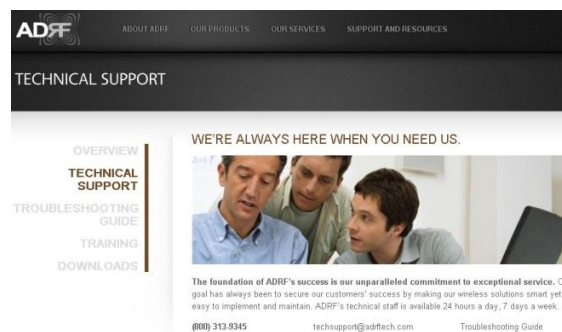 ADRF
ABOUT ADRF OUR PRODUCTS OUR SERVICES SUPPORT AND RESOURCES
TECHNICAL SUPPORT
WE'RE ALWAYS HERE WHEN YOU NEED US.
OVERVIEW
TECHNICAL
SUPPORT
TROUBLESHOOTING
GUIDE
TRAINING
DOWNLOADS
The foundation of ADRF's success is our unparalleled commitment to exceptional service.
goal has always been to secure our customers' success by making our wireless solutions smart yet
easy to implement and maintain. ADRF's technical staff is available 24 hours a day, 7 days a week.
(800) 313-9345 techsupport@adrftech.com Troubleshooting Guide